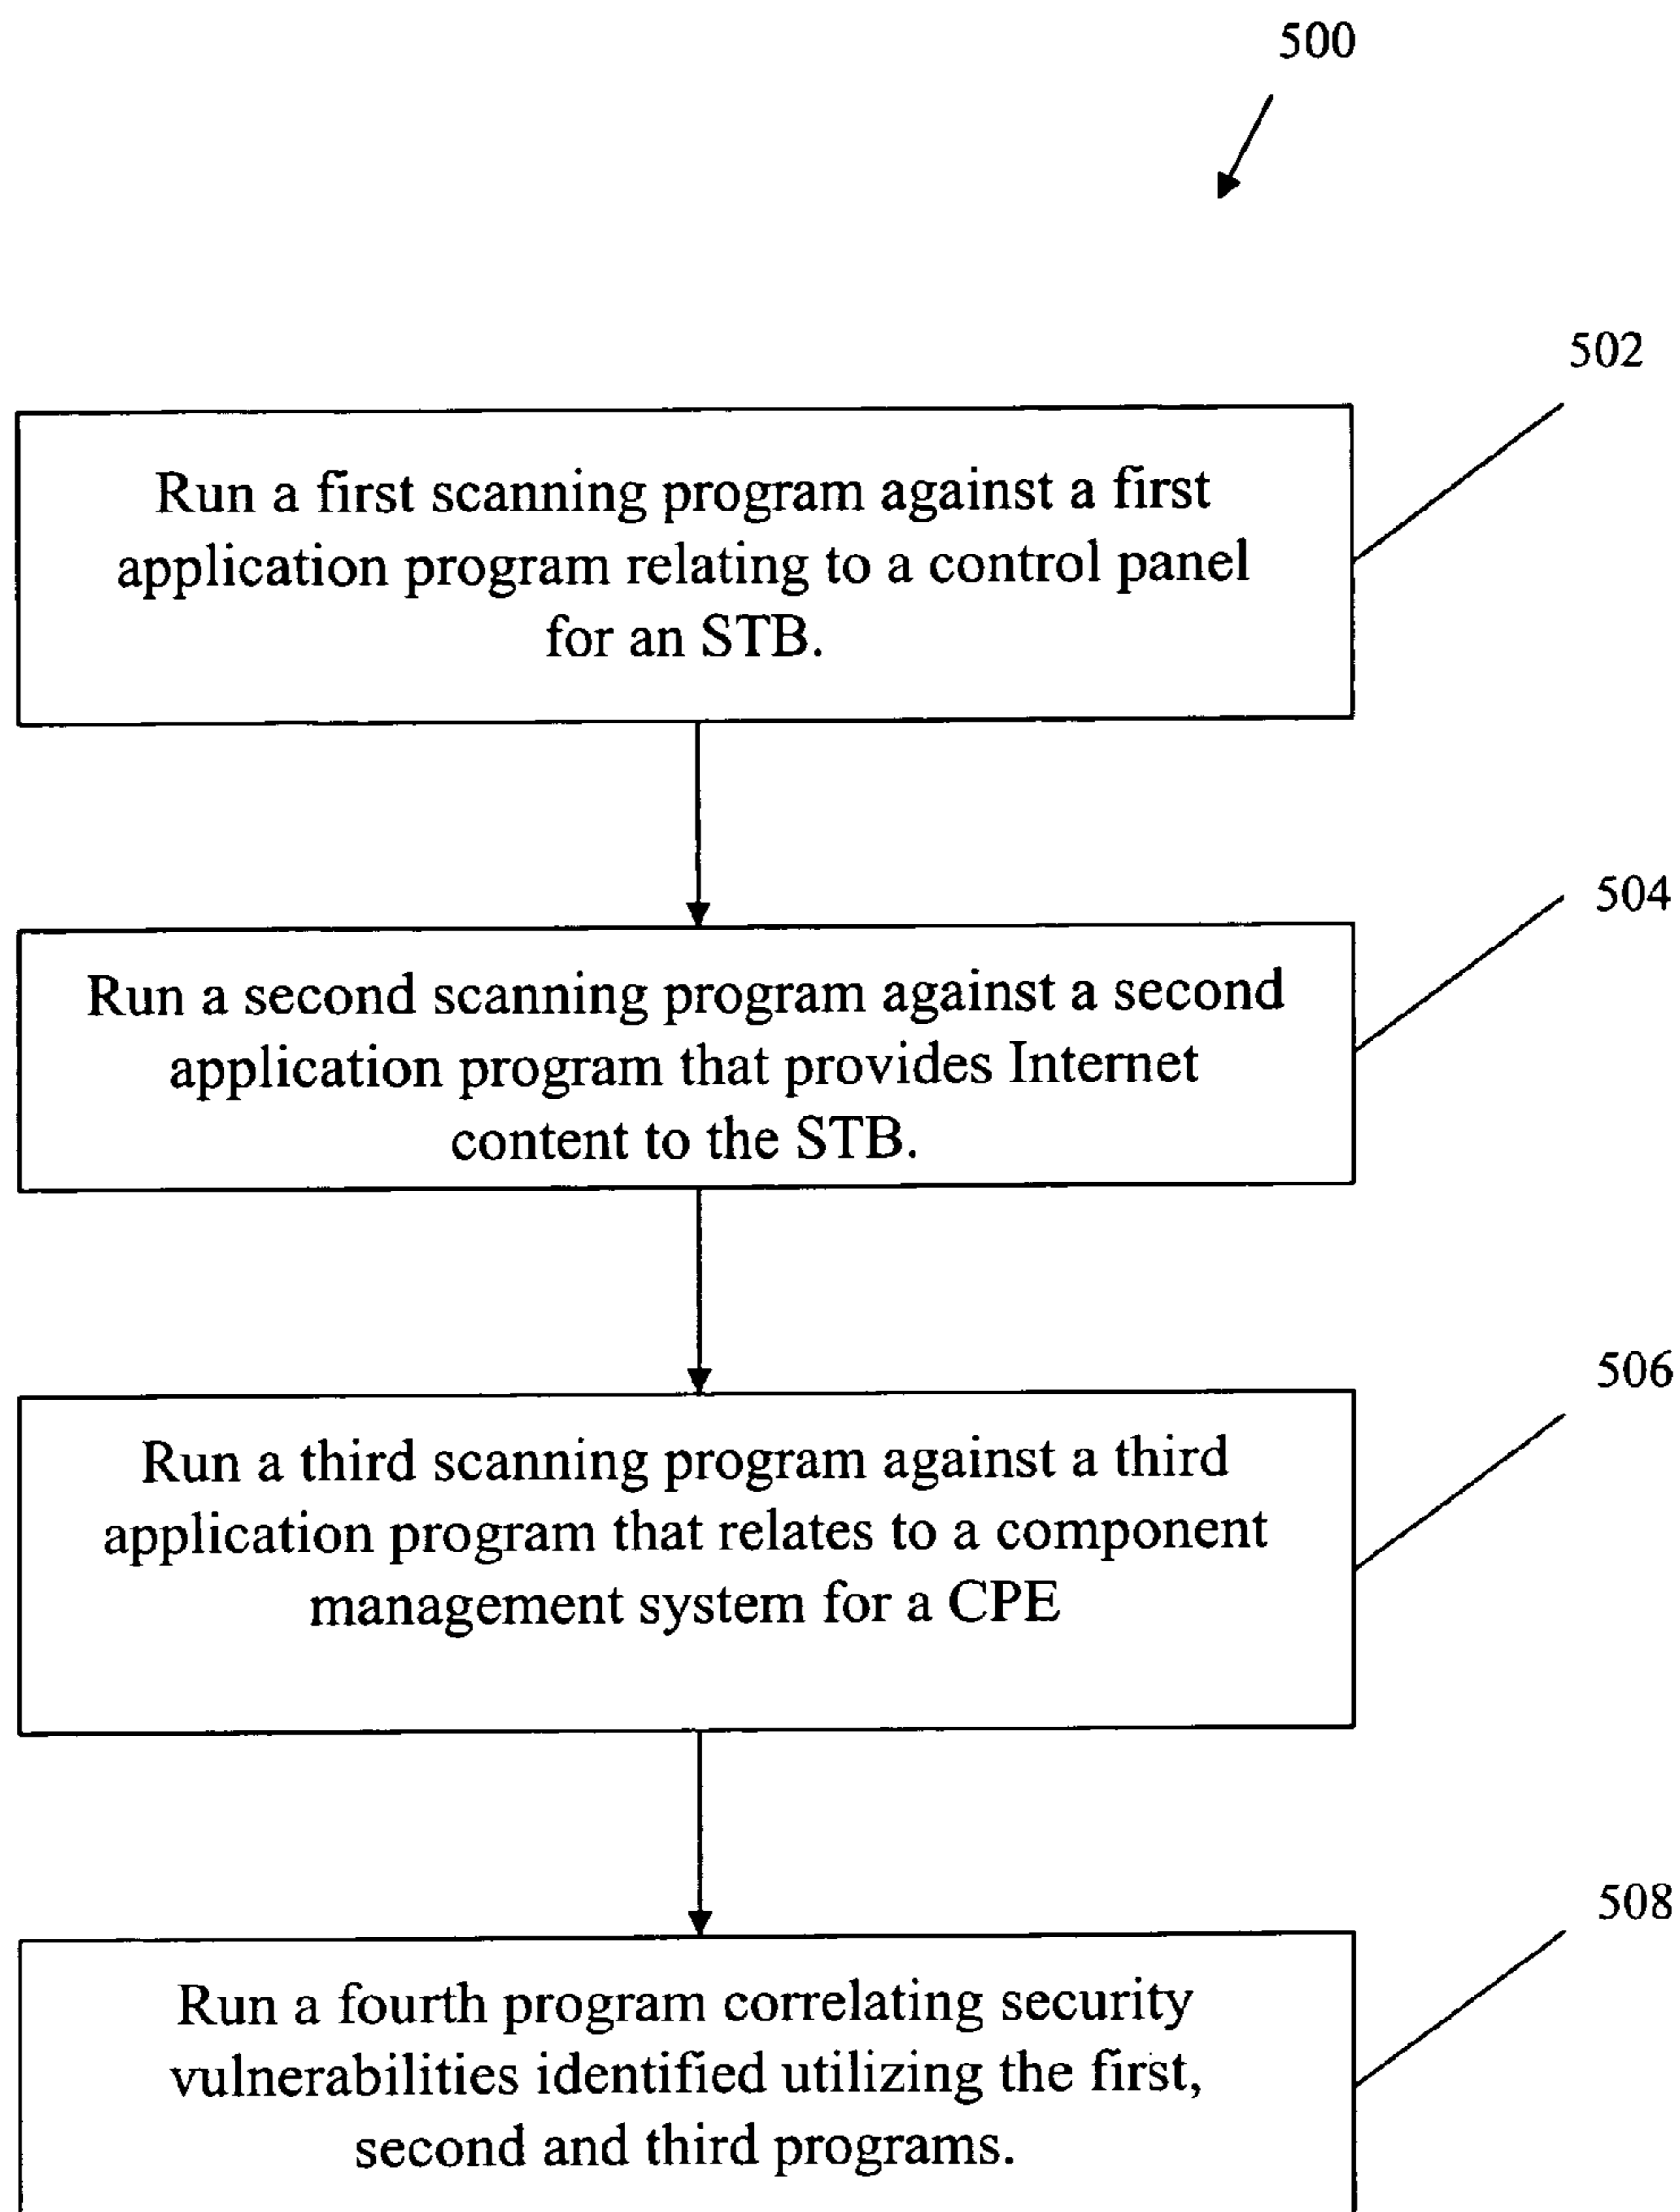 500
502
Run a first scanning program against a first
application program relating to a control panel
for an STB.
504
Run a second scanning program against a second
application program that provides Internet
content to the STB.
506
Run a third scanning program against a third
application program that relates to a component
management system for a CPE
508
Run a fourth program correlating security
vulnerabilities identified utilizing the first,
second and third programs.